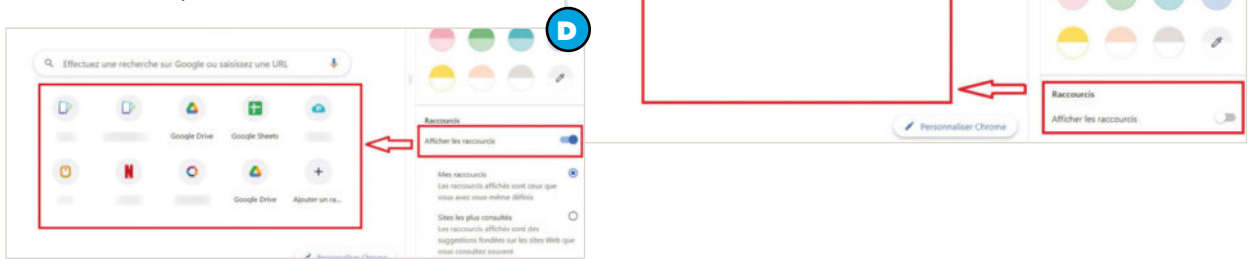 D
Effectuez une recherche sur Google ou saisissez une URL
Google Drive
Google Sheets
Google Drive
Ajouter un ra...
Personnaliser Chrome
Raccourcis
Afficher les raccourcis
Mes raccourcis
Les raccourcis affichés sont ceux que
vous avez vous-même définis
Sites les plus consultés
Les raccourcis affichés sont des
suggestions fondées sur les sites Web que
vous consultez souvent
Personnaliser Chrome
Raccourcis
Afficher les raccourcis